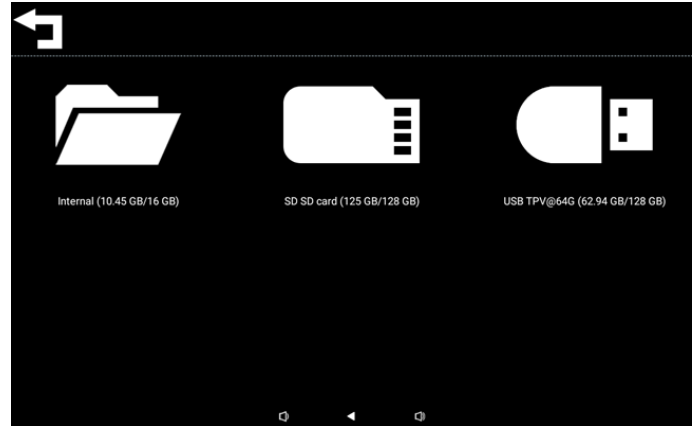 Internal (10.45 GB/16 GB)
SD SD card (125 GB/128 GB)
USB TPV@64G (62.94 GB/128 GB)